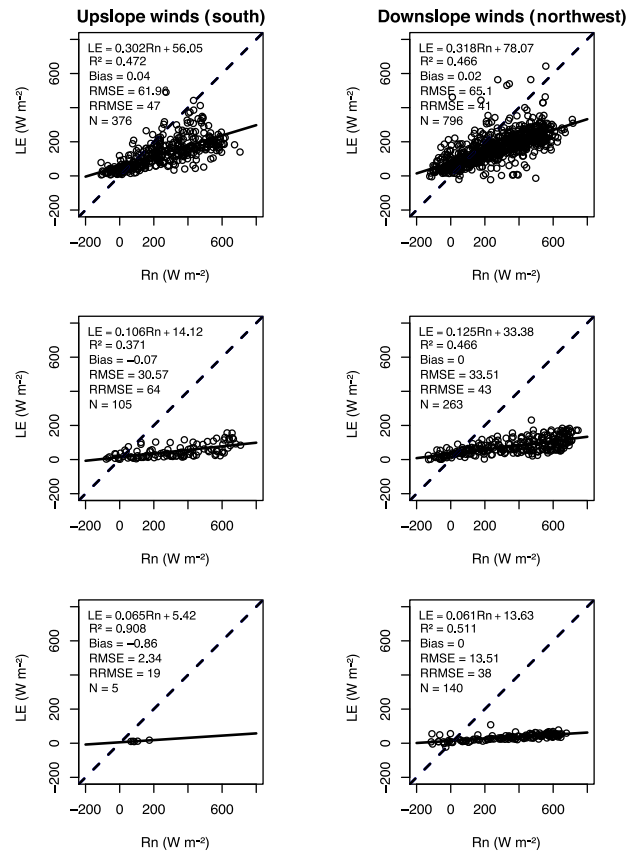 Upslope winds (south)
Downslope winds (northwest)
LE = 0.302Rn + 56.05
R² = 0.472
Bias = 0.04
RMSE = 61.96
RRMSE = 47
N = 376
LE (W m⁻²)
−200 0 200 600
−200 0 200 600
Rn (W m⁻²)
LE = 0.318Rn + 78.07
R² = 0.466
Bias = 0.02
RMSE = 65.1
RRMSE = 41
N = 796
LE (W m⁻²)
−200 0 200 600
−200 0 200 600
Rn (W m⁻²)
LE = 0.106Rn + 14.12
R² = 0.371
Bias = −0.07
RMSE = 30.57
RRMSE = 64
N = 105
LE (W m⁻²)
−200 0 200 600
−200 0 200 600
Rn (W m⁻²)
LE = 0.125Rn + 33.38
R² = 0.466
Bias = 0
RMSE = 33.51
RRMSE = 43
N = 263
LE (W m⁻²)
−200 0 200 600
−200 0 200 600
Rn (W m⁻²)
LE = 0.065Rn + 5.42
R² = 0.908
Bias = −0.86
RMSE = 2.34
RRMSE = 19
N = 5
LE (W m⁻²)
−200 0 200 600
−200 0 200 600
Rn (W m⁻²)
LE = 0.061Rn + 13.63
R² = 0.511
Bias = 0
RMSE = 13.51
RRMSE = 38
N = 140
LE (W m⁻²)
−200 0 200 600
−200 0 200 600
Rn (W m⁻²)